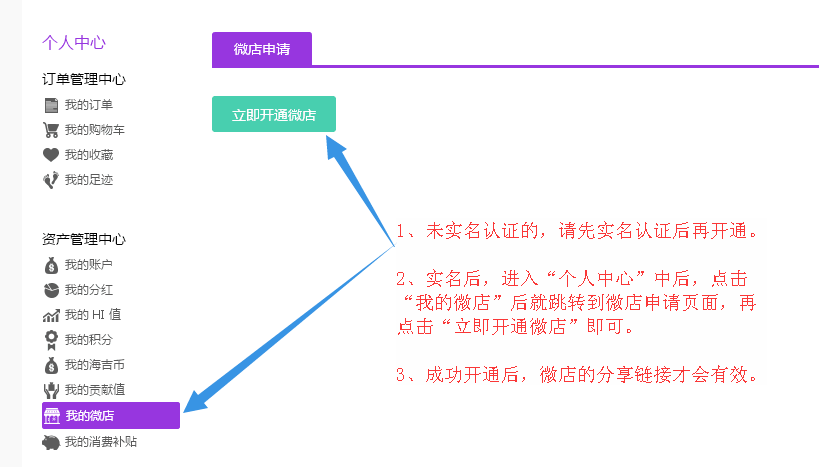 个人中心
微店申请
订单管理中心
我的订单
立即开通微店
我的购物车
我的收藏
我的足迹
资产管理中心
我的账户
我的分红
我的 HI 值
我的积分
我的海吉币
我的贡献值
我的微店
我的消费补贴
1、未实名认证的，请先实名认证后再开通。
2、实名后，进入“个人中心”中后，点击
“我的微店”后就跳转到微店申请页面，再
点击“立即开通微店”即可。
3、成功开通后，微店的分享链接才会有效。